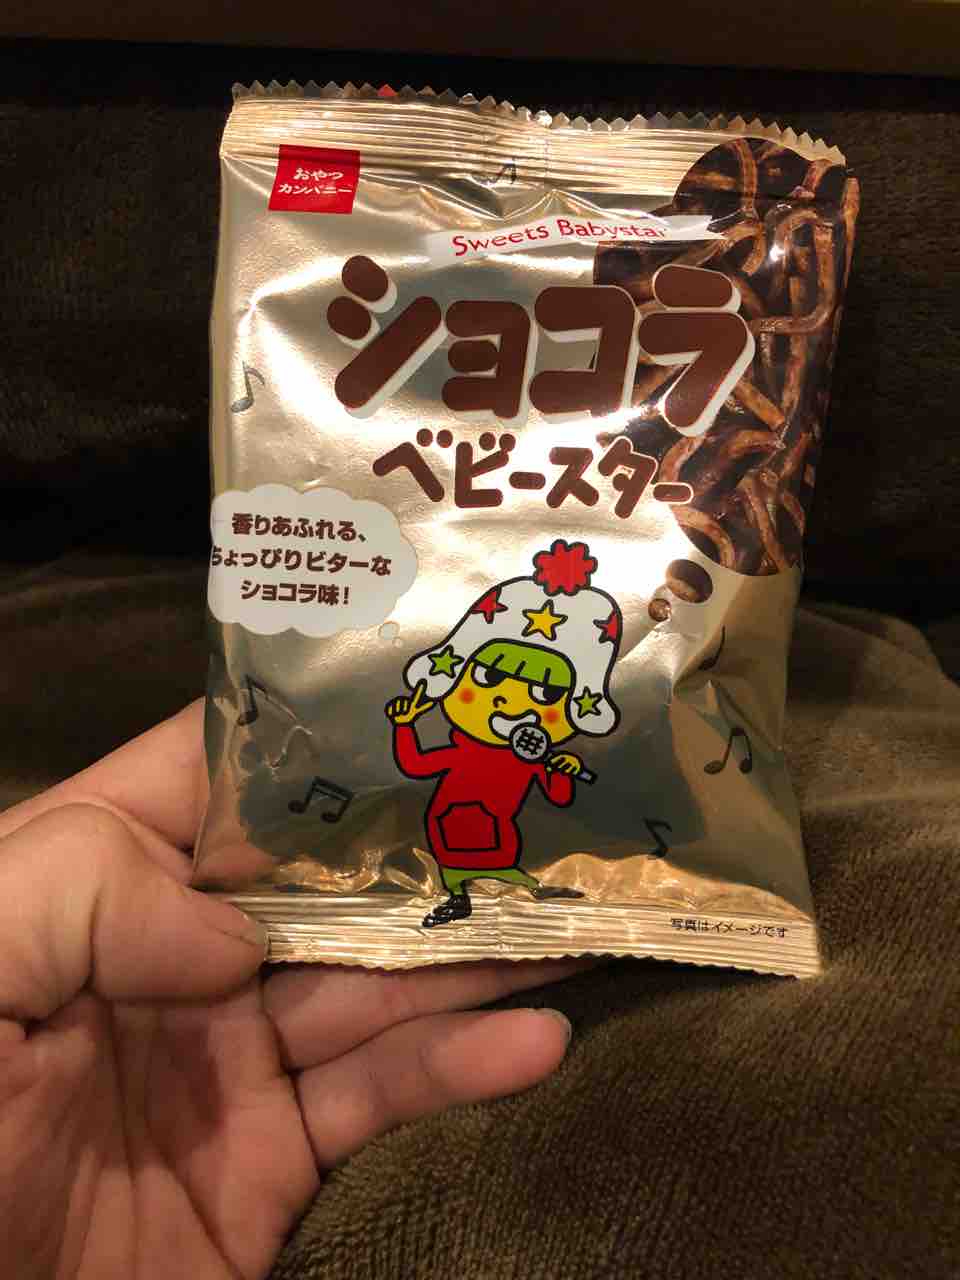 おやつ
カンパニー
Sweets Babystar
ショコラ
ベビースター
香りあふれる、
ちょっぴりビターな
ショコラ味!
写真はイメージです